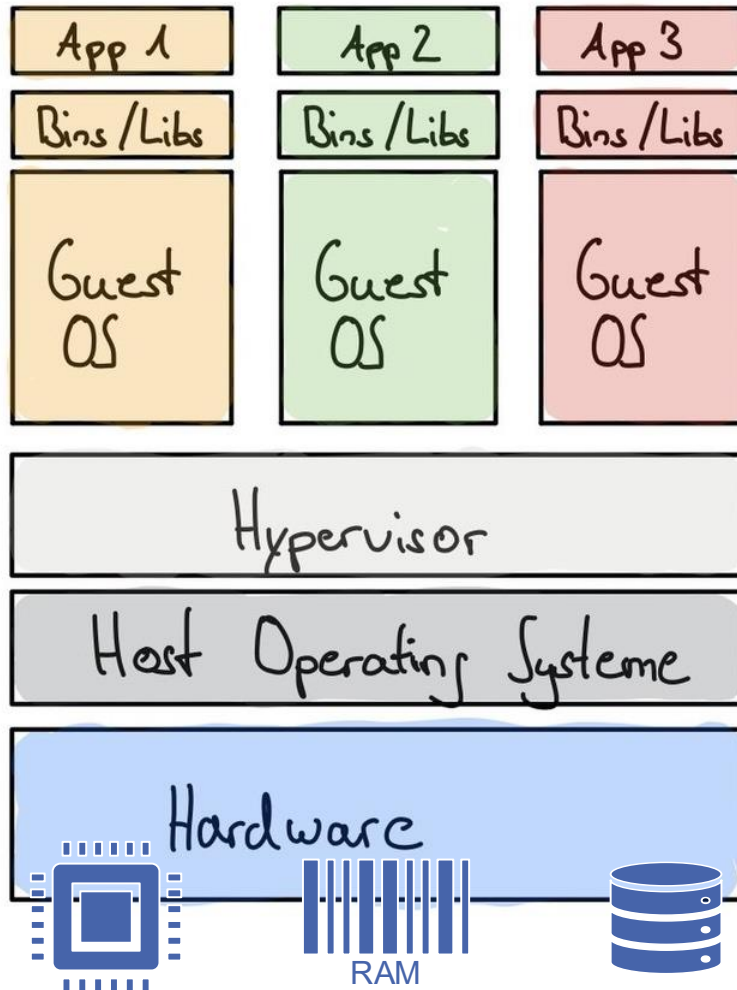 App 1
App 2
App 3
Bins/Libs
Bins/Libs
Bins/Libs
Guest
OS
Guest
OS
Guest
OS
Hypervisor
Host Operating Systeme
Hardware
RAM